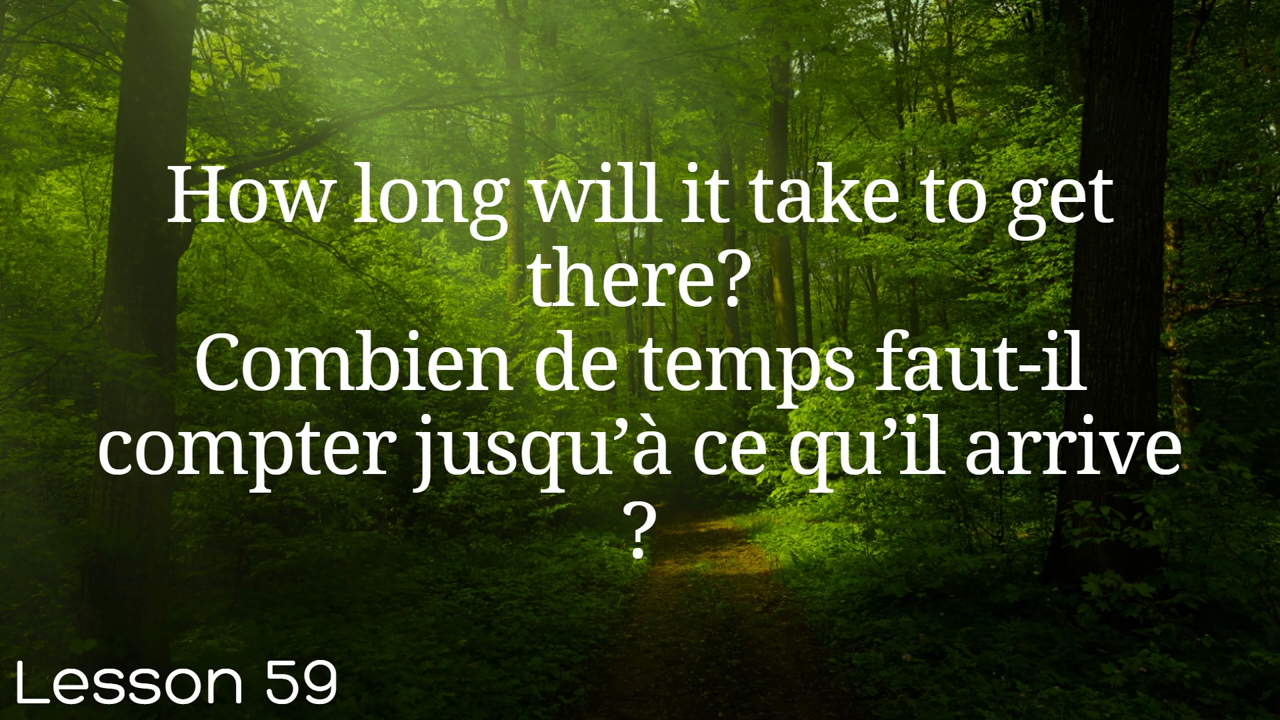 How long will it take to get
there?
Combien de temps faut-il
compter jusqu’à ce qu’il arrive
?
Lesson 59